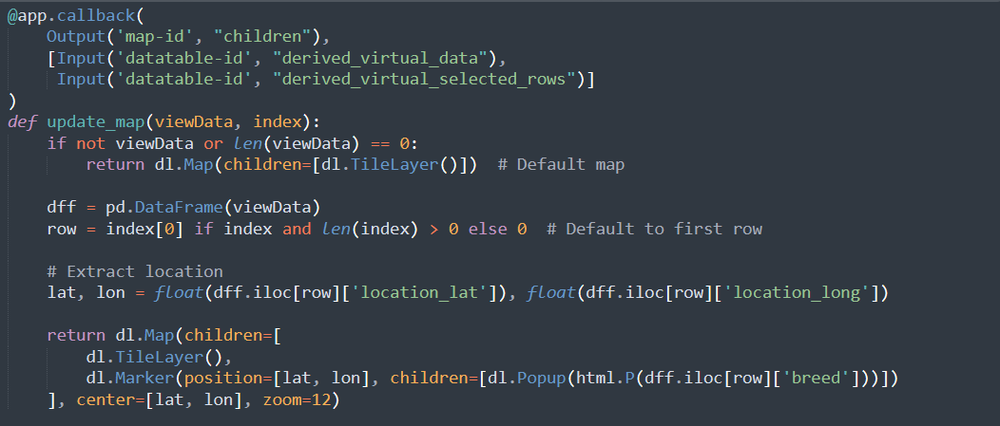 @app.callback(
    Output('map-id', "children"),
    [Input('datatable-id', "derived_virtual_data"),
     Input('datatable-id', "derived_virtual_selected_rows")]
)
def update_map(viewData, index):
    if not viewData or len(viewData) == 0:
        return dl.Map(children=[dl.TileLayer()])  # Default map

    dff = pd.DataFrame(viewData)
    row = index[0] if index and len(index) > 0 else 0  # Default to first row

    # Extract location
    lat, lon = float(dff.iloc[row]['location_lat']), float(dff.iloc[row]['location_long'])

    return dl.Map(children=[
        dl.TileLayer(),
        dl.Marker(position=[lat, lon], children=[dl.Popup(html.P(dff.iloc[row]['breed']))])
    ], center=[lat, lon], zoom=12)